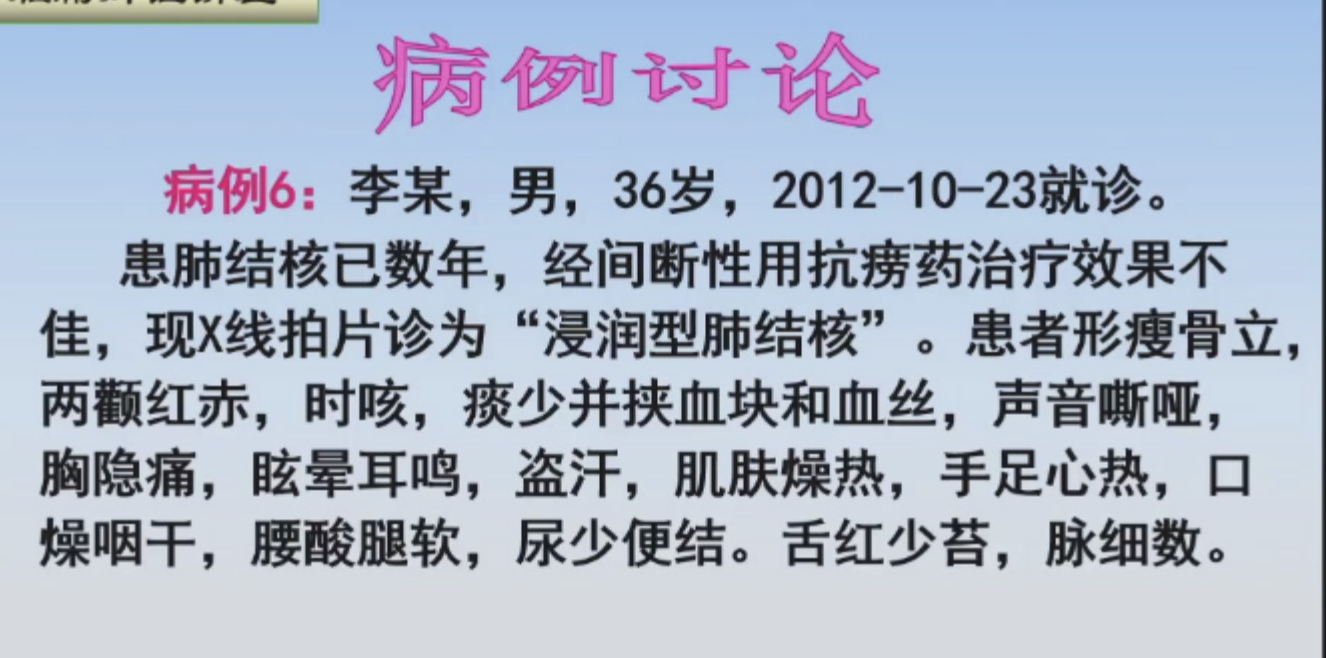 病例讨论
病例6：李某，男，36岁，2012-10-23就诊。
患肺结核已数年，经间断性用抗痨药治疗效果不
佳，现X线拍片诊为“浸润型肺结核”。患者形瘦骨立，
两颧红赤，时咳，痰少并挟血块和血丝，声音嘶哑，
胸隐痛，眩晕耳鸣，盗汗，肌肤燥热，手足心热，口
燥咽干，腰酸腿软，尿少便结。舌红少苔，脉细数。